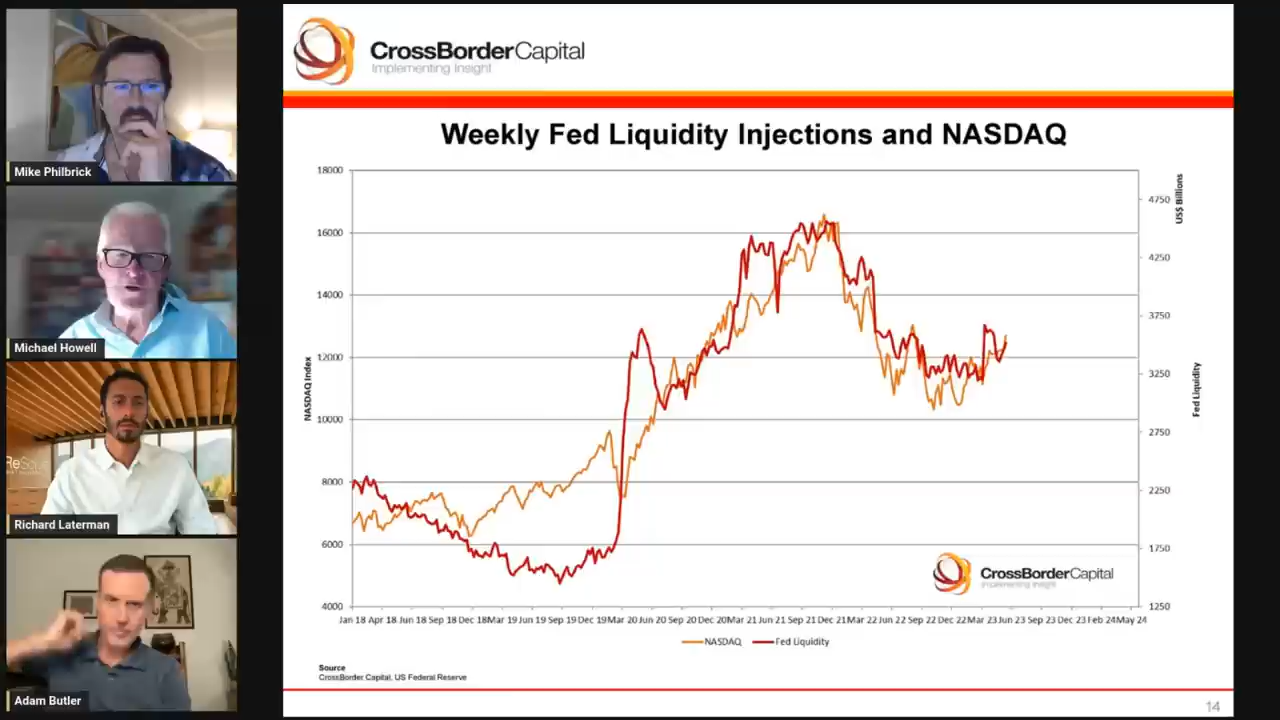 Mike Philbrick
Michael Howell
ReSo
Richard Laterman
Adam Butler
CrossBorderCapital
Implementing Insight
Weekly Fed Liquidity Injections and NASDAQ
18000
16000
14000
12000
10000
8000
6000
4000
NASDAQ Index
4750
4250
3750
3250
2750
2250
1750
1250
US$ Billions
Fed Liquidity
Jan 18 Apr 18 Jun 18 Sep 18 Dec 18 Mar 19 Jun 19 Sep 19 Dec 19 Mar 20 Jun 20 Sep 20 Dec 20 Mar 21 Jun 21 Sep 21 Dec 21 Mar 22 Jun 22 Sep 22 Dec 22 Mar 23 Jun 23 Sep 23 Dec 23 Feb 24 May 24
CrossBorderCapital
Implementing Insight
NASDAQ Fed Liquidity
Source
CrossBorder Capital, US Federal Reserve
14